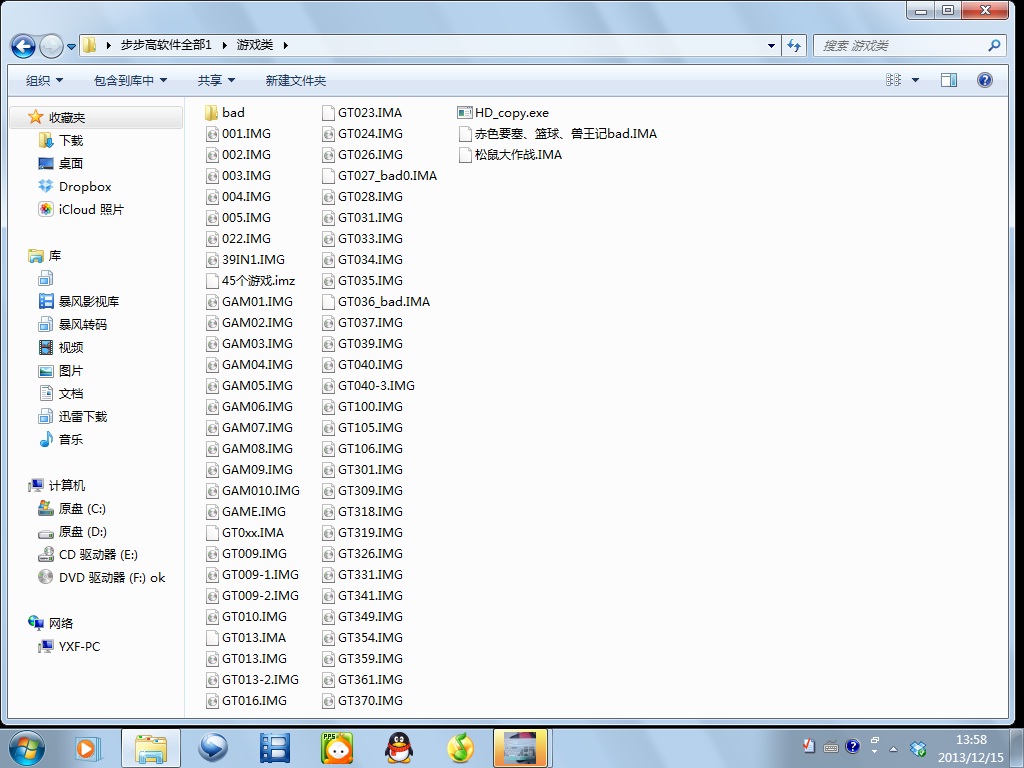 步步高软件全部1 游戏类
搜索 游戏类
组织 包含到库中 共享 新建文件夹
收藏夹
下载
桌面
Dropbox
iCloud 照片
库
暴风影视库
暴风转码
视频
图片
文档
迅雷下载
音乐
计算机
原盘 (C:)
原盘 (D:)
CD 驱动器 (E:)
DVD 驱动器 (F:) ok
网络
YXF-PC
bad
001.IMG
002.IMG
003.IMG
004.IMG
005.IMG
022.IMG
39IN1.IMG
45个游戏.imz
GAM01.IMG
GAM02.IMG
GAM03.IMG
GAM04.IMG
GAM05.IMG
GAM06.IMG
GAM07.IMG
GAM08.IMG
GAM09.IMG
GAM010.IMG
GAME.IMG
GT0xx.IMA
GT009.IMG
GT009-1.IMG
GT009-2.IMG
GT010.IMG
GT013.IMA
GT013.IMG
GT013-2.IMG
GT016.IMG
GT023.IMA
GT024.IMG
GT026.IMG
GT027_bad0.IMA
GT028.IMG
GT031.IMG
GT033.IMG
GT034.IMG
GT035.IMG
GT036_bad.IMA
GT037.IMG
GT039.IMG
GT040.IMG
GT040-3.IMG
GT100.IMG
GT105.IMG
GT106.IMG
GT301.IMG
GT309.IMG
GT318.IMG
GT319.IMG
GT326.IMG
GT331.IMG
GT341.IMG
GT349.IMG
GT354.IMG
GT359.IMG
GT361.IMG
GT370.IMG
HD_copy.exe
赤色要塞、篮球、兽王记bad.IMA
松鼠大作战.IMA
PPS
13:58
2013/12/15